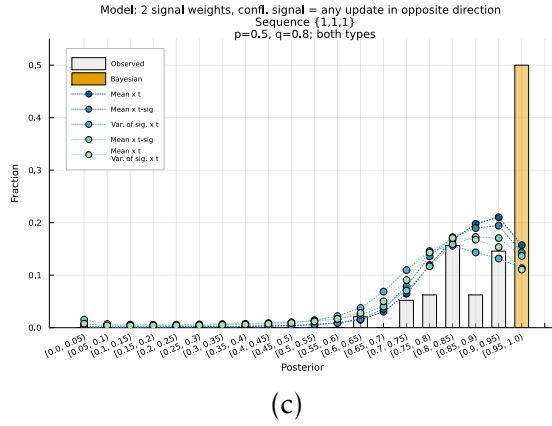 Model: 2 signal weights, confl. signal = any update in opposite direction
Sequence {1,1,1}
p=0.5, q=0.8; both types
Observed
Bayesian
Mean x t
Mean x t-sig
Var. of sig. x t
Mean x t-sig
Mean x t
Var. of sig. x t
Fraction
0.5
0.4
0.3
0.2
0.1
0.0
[0.0, 0.05)
[0.05, 0.1)
[0.1, 0.15)
[0.15, 0.2)
[0.2, 0.25)
[0.25, 0.3)
[0.3, 0.35)
[0.35, 0.4)
[0.4, 0.45)
[0.45, 0.5)
[0.5, 0.55)
[0.55, 0.6)
[0.6, 0.65)
[0.65, 0.7)
[0.7, 0.75)
[0.75, 0.8)
[0.8, 0.85)
[0.85, 0.9)
[0.9, 0.95)
[0.95, 1.0)
Posterior
(c)